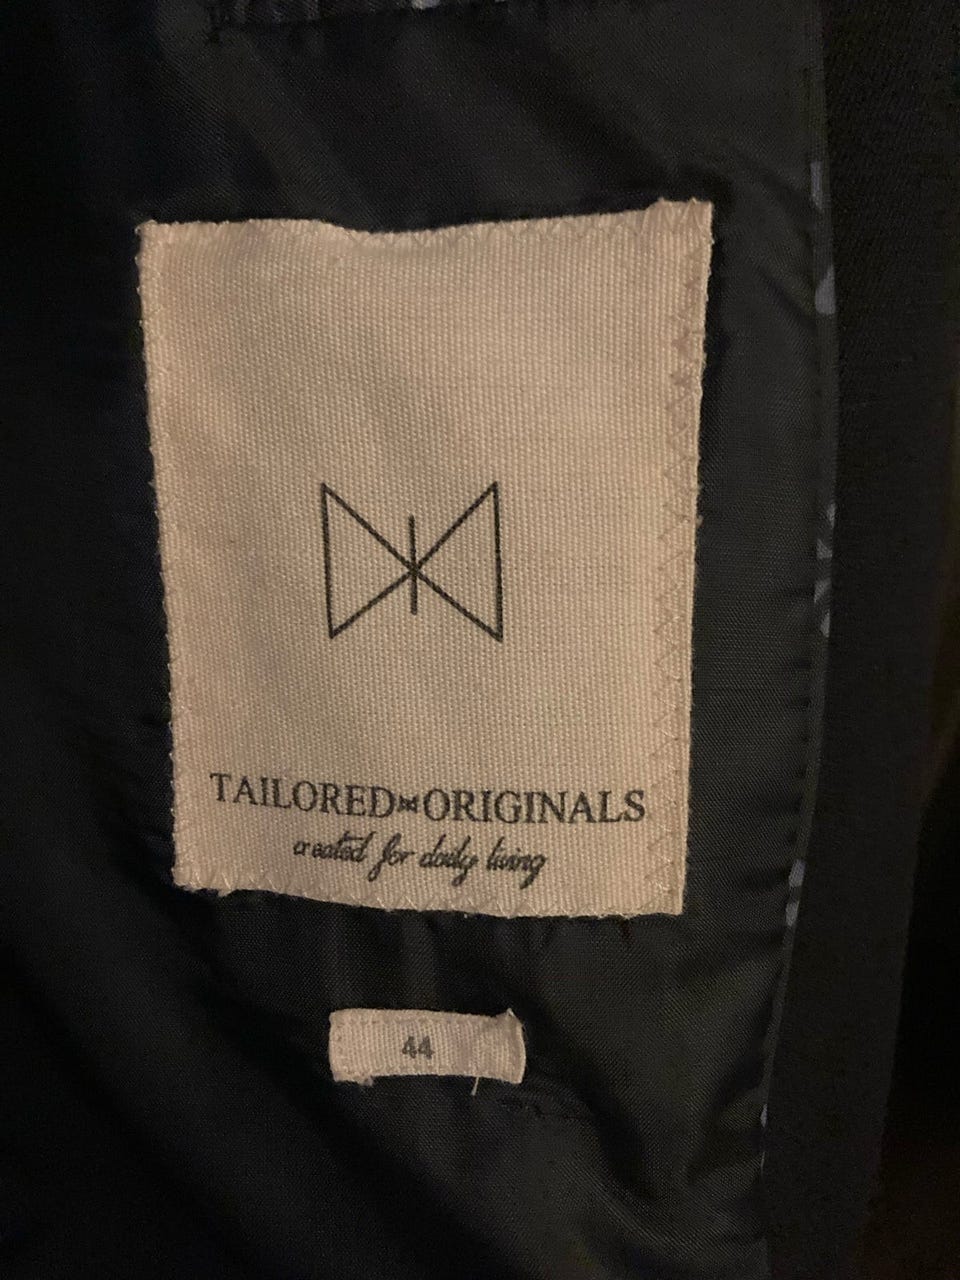 TAILORED ORIGINALS
created for daily living
44